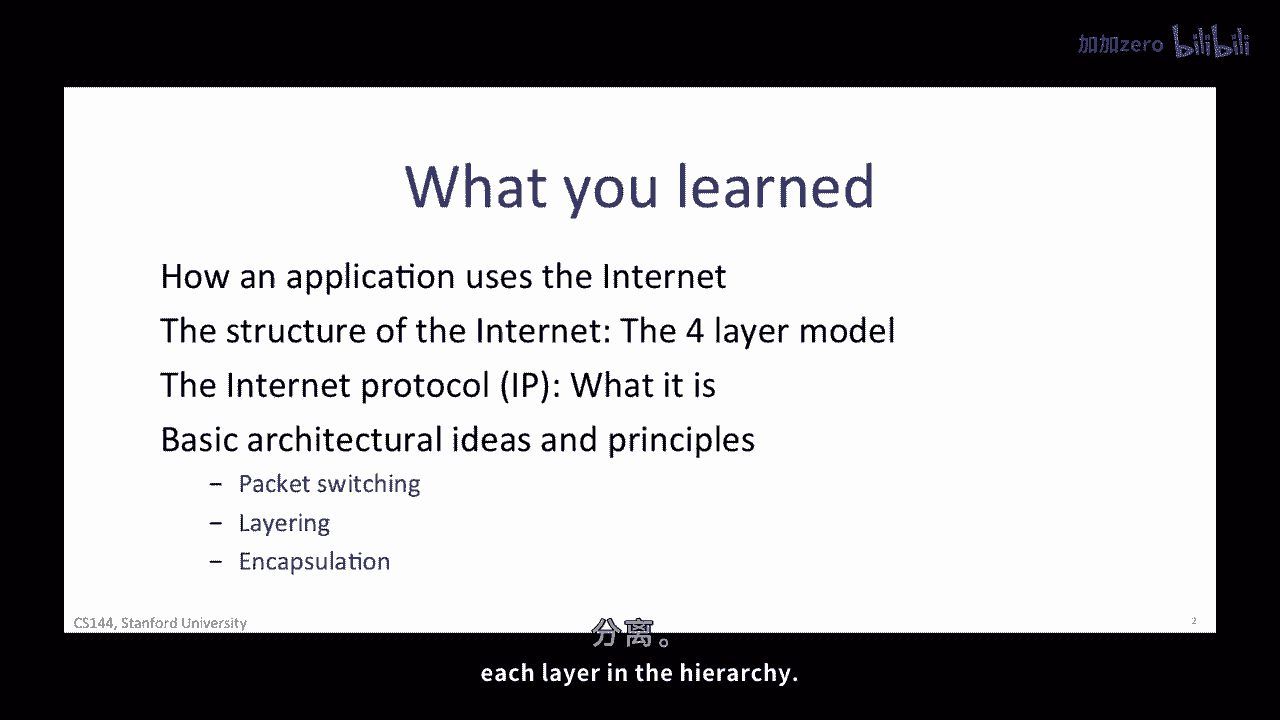 加加zero bilibili
What you learned
How an application uses the Internet
The structure of the Internet: The 4 layer model
The Internet protocol (IP): What it is
Basic architectural ideas and principles
– Packet switching
– Layering
– Encapsulation
CS144, Stanford University
2
分离。
each layer in the hierarchy.